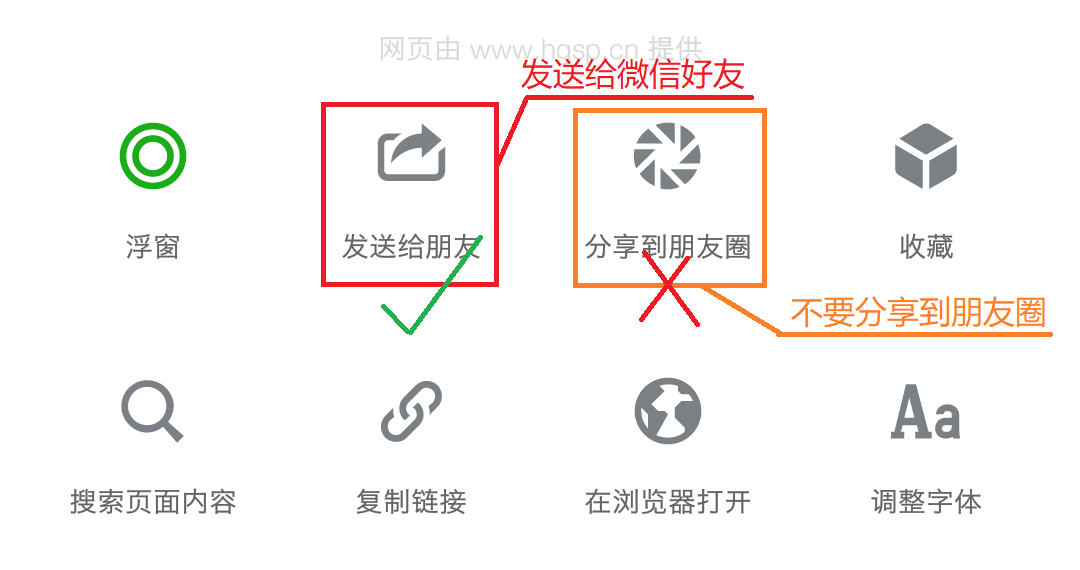 网页由 www.hgsp.cn 提供
发送给微信好友
浮窗
发送给朋友
分享到朋友圈
收藏
不要分享到朋友圈
搜索页面内容
复制链接
在浏览器打开
Aa
调整字体